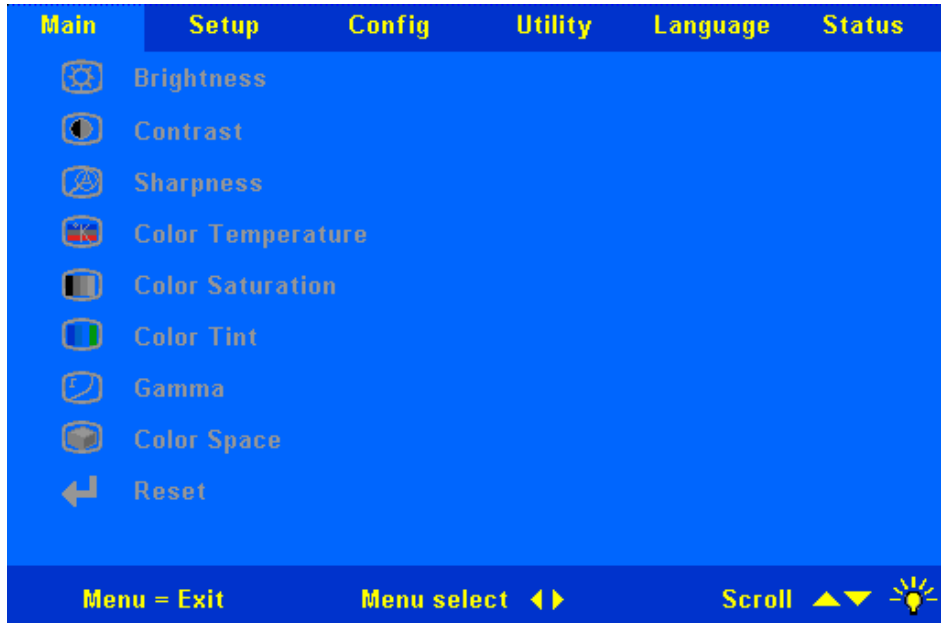 Main Setup Config Utility Language Status
Brightness
Contrast
Sharpness
°K Color Temperature
Color Saturation
Color Tint
Gamma
Color Space
Reset
Menu = Exit Menu select Scroll